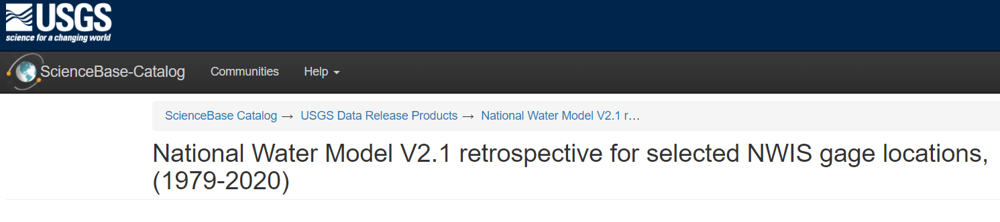 USGS
science for a changing world
ScienceBase-Catalog Communities Help
ScienceBase Catalog → USGS Data Release Products → National Water Model V2.1 r…
National Water Model V2.1 retrospective for selected NWIS gage locations,
(1979-2020)